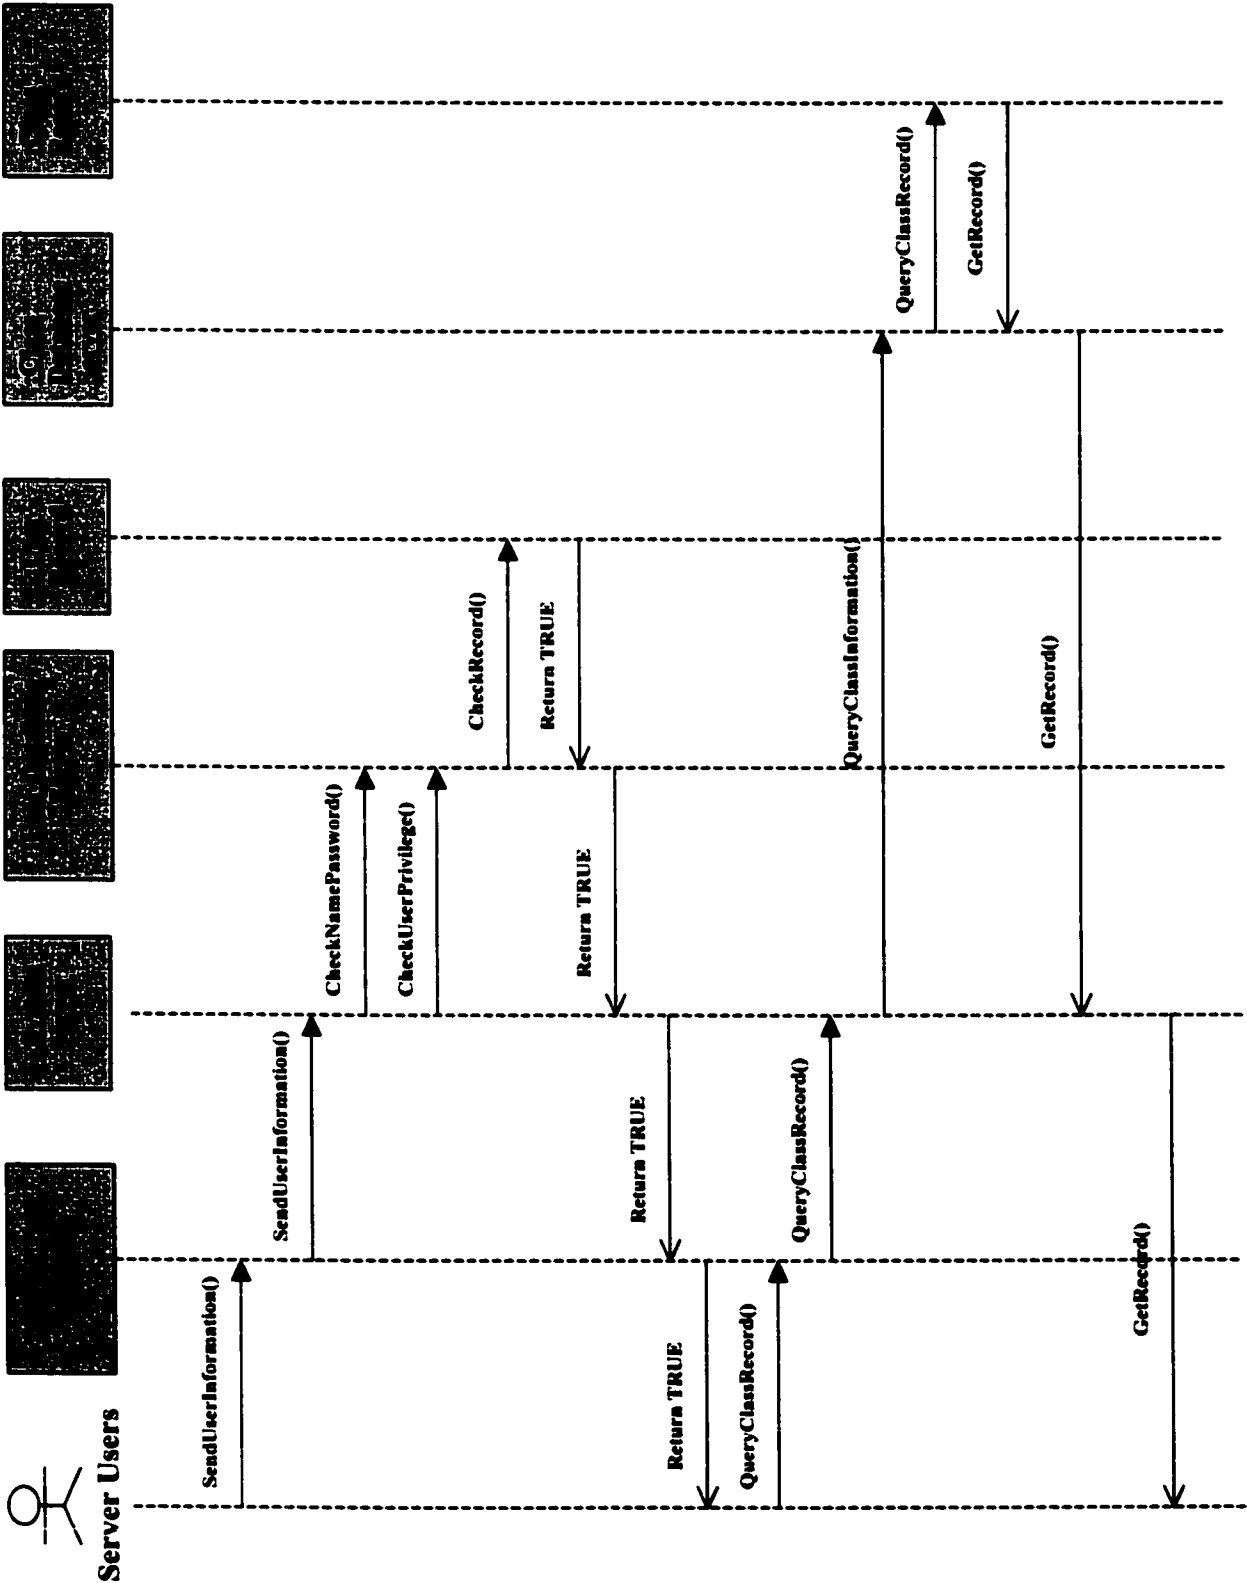 Server Users
SendUserInformation()
SendUserInformation()
CheckNamePassword()
CheckUserPrivilege()
CheckRecord()
Return TRUE
Return TRUE
Return TRUE
Return TRUE
QueryClassRecord()
QueryClassRecord()
QueryClassInformation()
QueryClassRecord()
GetRecord()
GetRecord()
GetRecord()